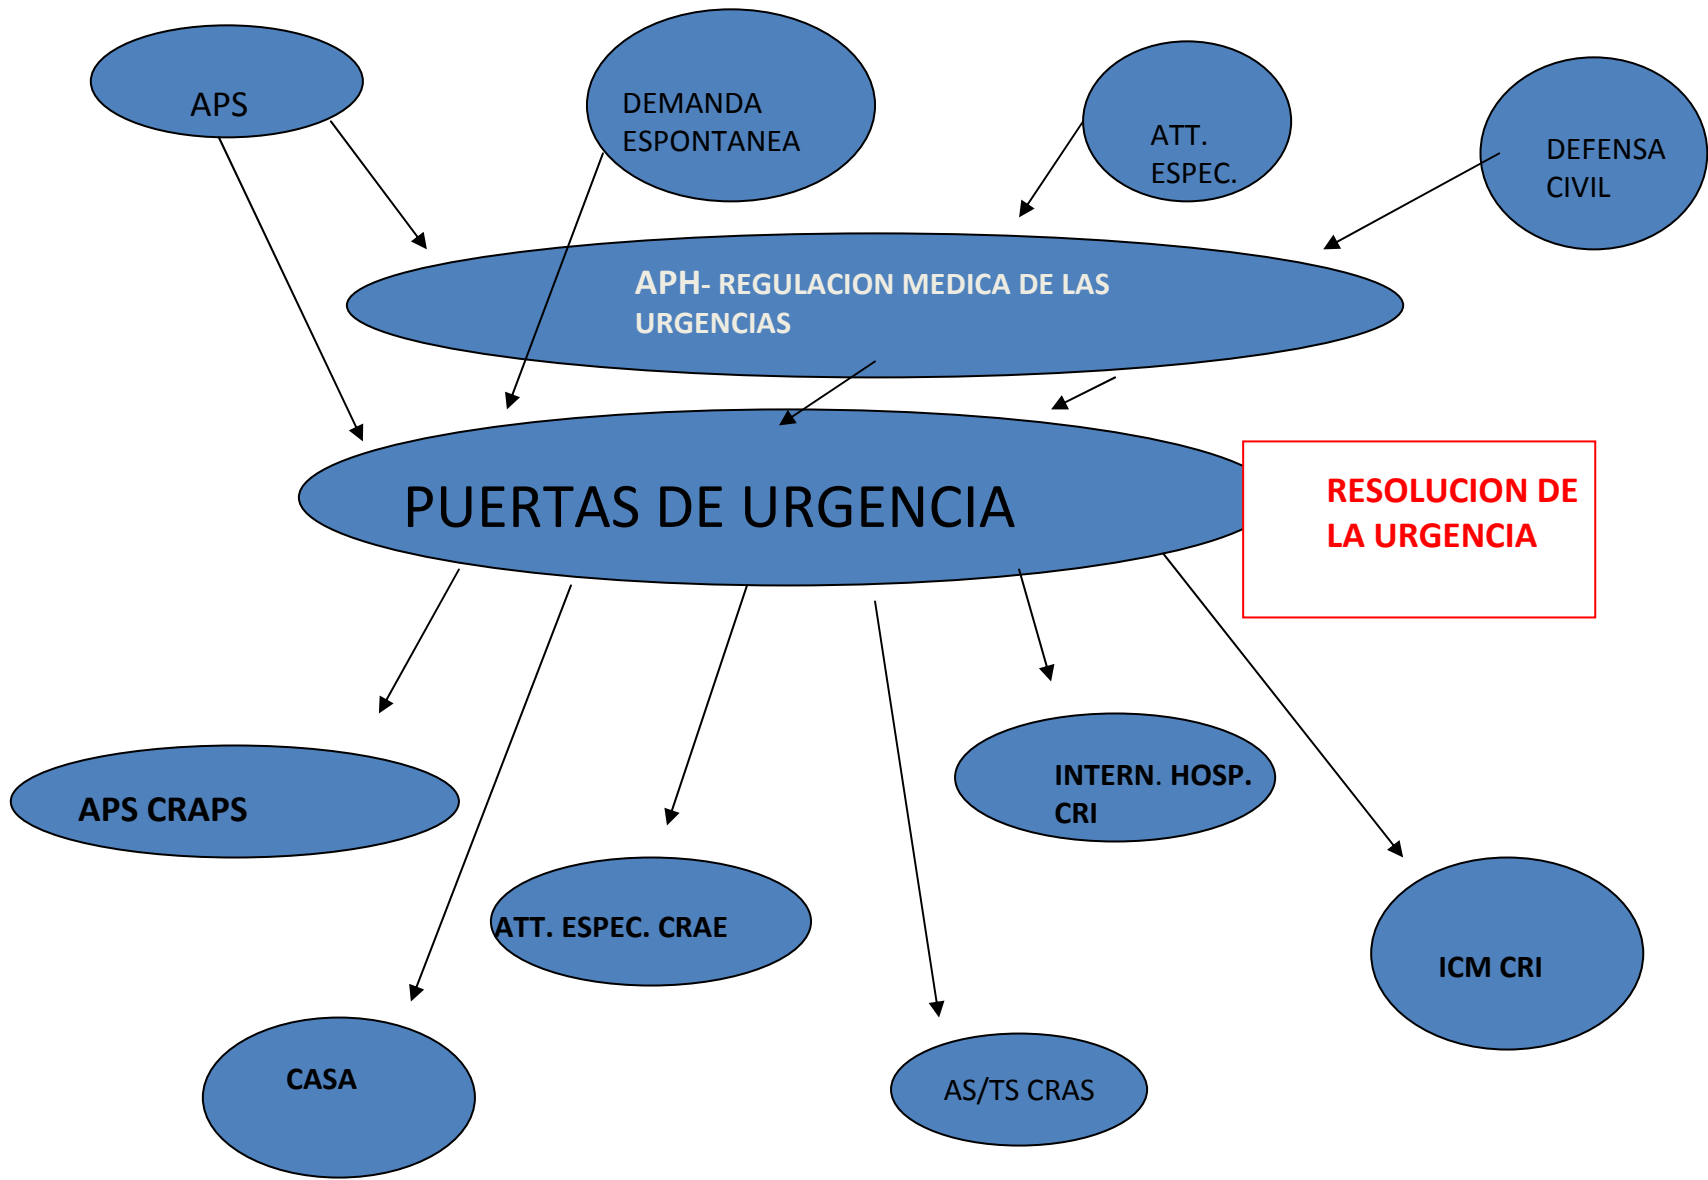 APS
DEMANDA
ESPONTANEA
ATT.
ESPEC.
DEFENSA
CIVIL
APH- REGULACION MEDICA DE LAS
URGENCIAS
PUERTAS DE URGENCIA
RESOLUCION DE
LA URGENCIA
APS CRAPS
INTERN. HOSP.
CRI
ATT. ESPEC. CRAE
ICM CRI
CASA
AS/TS CRAS